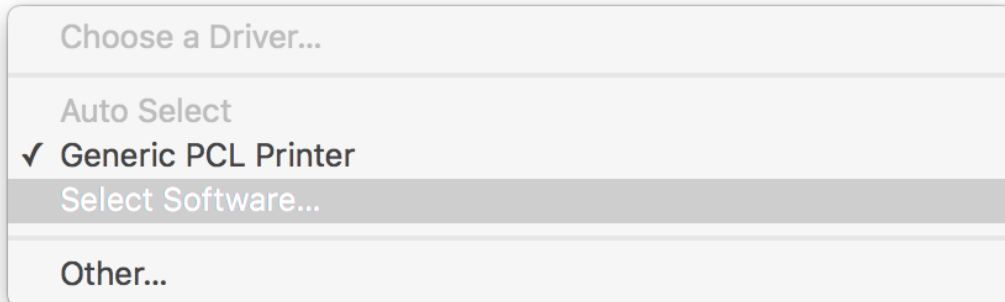 Choose a Driver...
Auto Select
✓ Generic PCL Printer
Select Software...
Other...